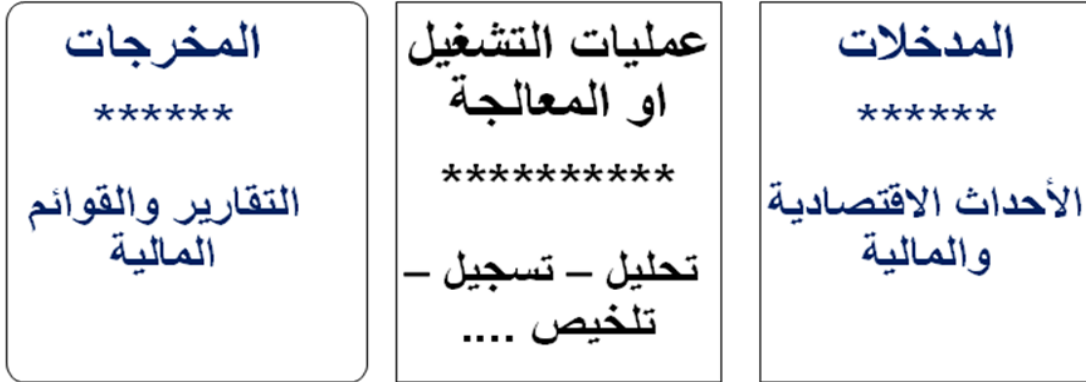 المدخلات
******
الأحداث الاقتصادية
والمالية
عمليات التشغيل
او المعالجة
**********
تحليل – تسجيل –
تلخيص ....
المخرجات
******
التقارير والقوائم
المالية